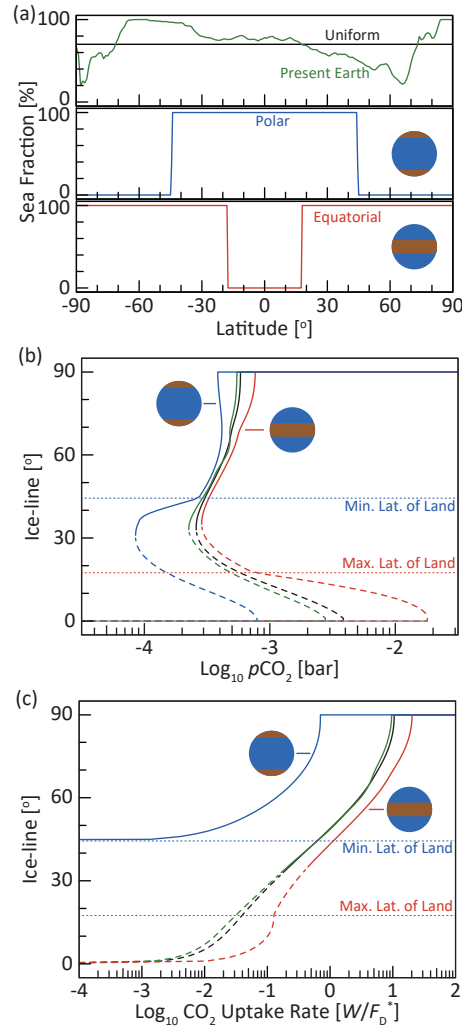 (a)
100
Uniform
Present Earth
0
100
Polar
0
100
Equatorial
0
Sea Fraction [%]
-90 -60 -30 0 30 60 90
Latitude [°]
(b)
90
60
30
0
Ice-line [°]
Min. Lat. of Land
Max. Lat. of Land
-4 -3 -2
Log₁₀ pCO₂ [bar]
(c)
90
60
30
0
Ice-line [°]
Min. Lat. of Land
Max. Lat. of Land
-4 -3 -2 -1 0 1 2
Log₁₀ CO₂ Uptake Rate [W/F_D^*]